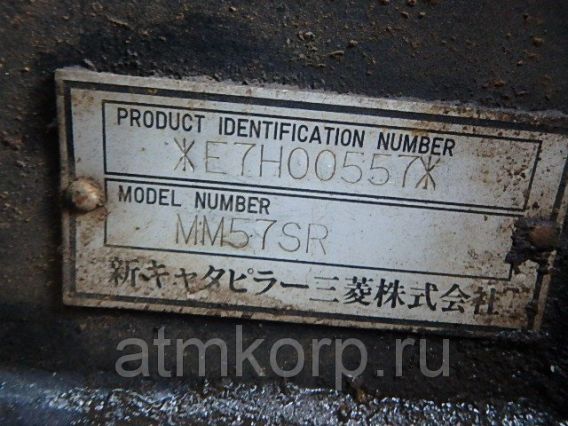 PRODUCT IDENTIFICATION NUMBER
*E7H00557*
MODEL NUMBER
MM57SR
新キャタピラー三菱株式会社
atmkorp.ru